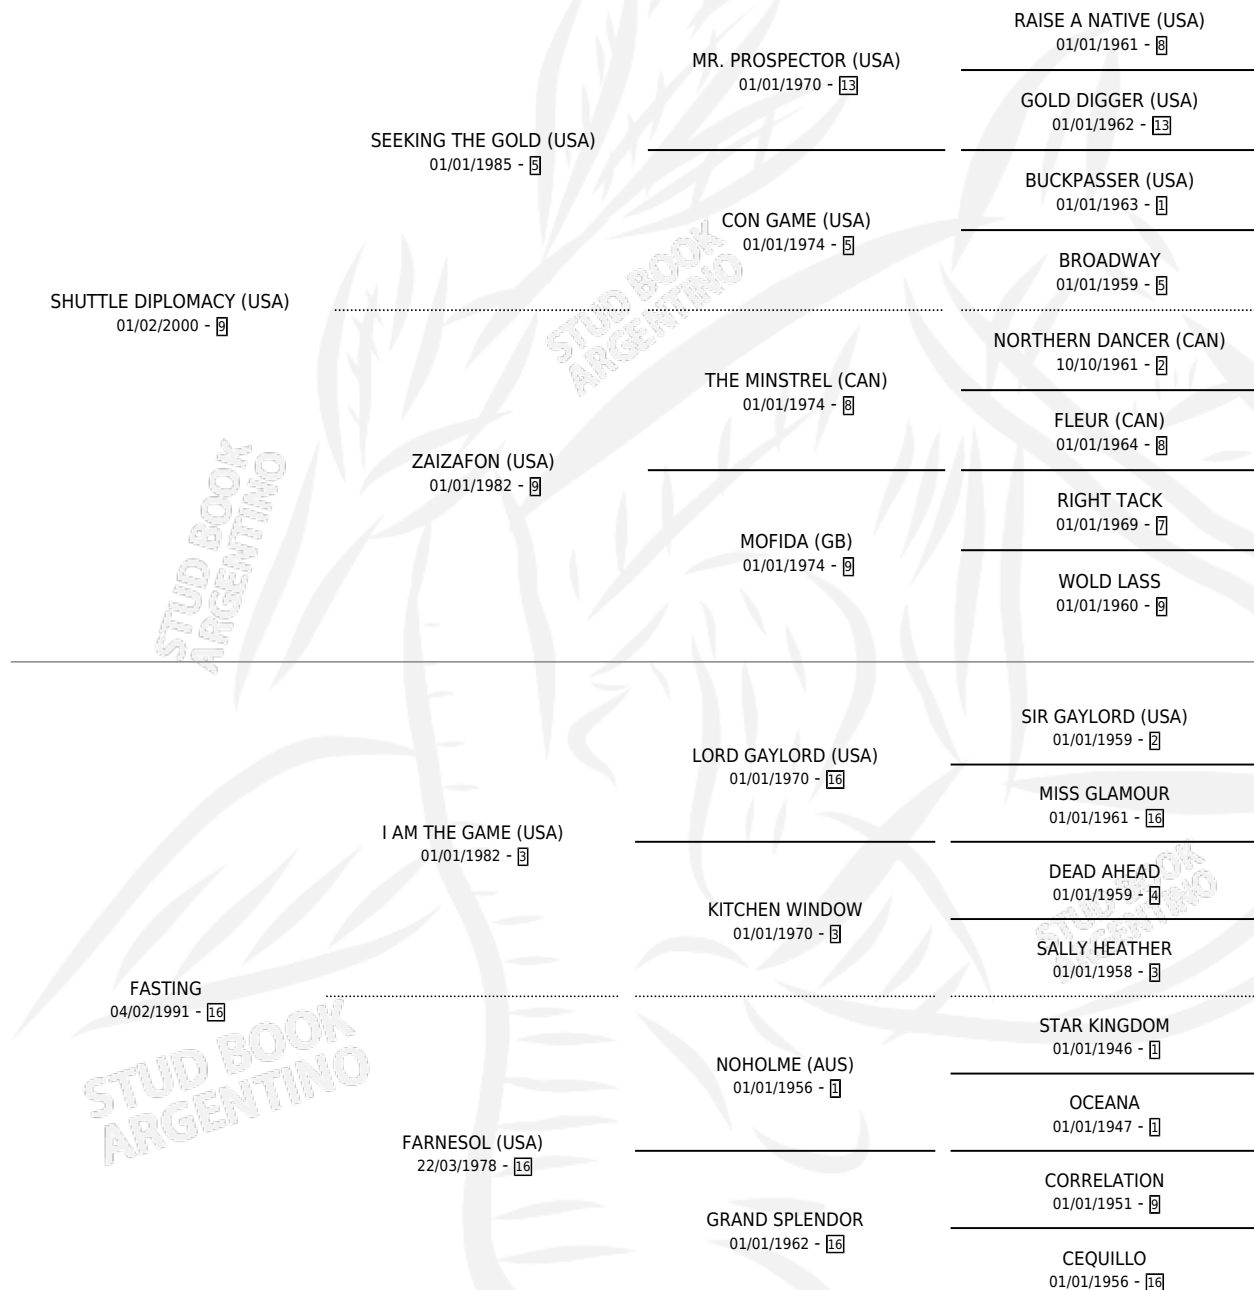 RAISE A NATIVE (USA)
01/01/1961 - 8
MR. PROSPECTOR (USA)
01/01/1970 - 13
GOLD DIGGER (USA)
01/01/1962 - 13
SEEKING THE GOLD (USA)
01/01/1985 - 5
BUCKPASSER (USA)
01/01/1963 - 1
CON GAME (USA)
01/01/1974 - 5
BROADWAY
01/01/1959 - 5
SHUTTLE DIPLOMACY (USA)
01/02/2000 - 9
NORTHERN DANCER (CAN)
10/10/1961 - 2
THE MINSTREL (CAN)
01/01/1974 - 8
FLEUR (CAN)
01/01/1964 - 8
ZAIZAFON (USA)
01/01/1982 - 9
RIGHT TACK
01/01/1969 - 7
MOFIDA (GB)
01/01/1974 - 9
WOLD LASS
01/01/1960 - 9
SIR GAYLORD (USA)
01/01/1959 - 2
LORD GAYLORD (USA)
01/01/1970 - 16
MISS GLAMOUR
01/01/1961 - 16
I AM THE GAME (USA)
01/01/1982 - 3
DEAD AHEAD
01/01/1959 - 4
KITCHEN WINDOW
01/01/1970 - 3
SALLY HEATHER
01/01/1958 - 3
FASTING
04/02/1991 - 16
STAR KINGDOM
01/01/1946 - 1
NOHOLME (AUS)
01/01/1956 - 1
OCEANA
01/01/1947 - 1
FARNESOL (USA)
22/03/1978 - 16
CORRELATION
01/01/1951 - 9
GRAND SPLENDOR
01/01/1962 - 16
CEQUILLO
01/01/1956 - 16
STUD BOOK
ARGENTINO
STUD BOOK
ARGENTINO
STUD BOOK
ARGENTINO
STUD BOOK
ARGENTINO